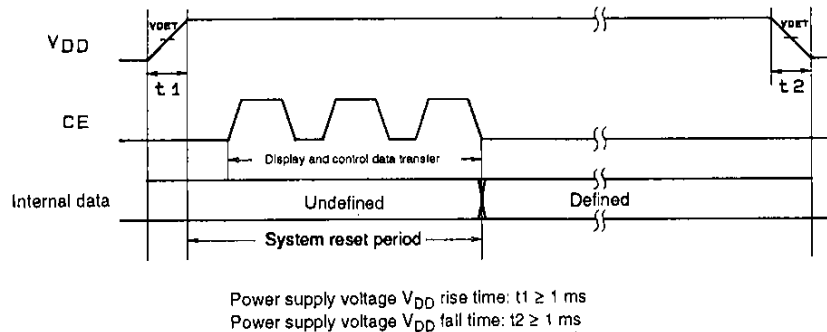 VDET
VDD
t1
VDET
t2
CE
Display and control data transfer
Internal data
Undefined
Defined
System reset period
Power supply voltage VDD rise time: t1 ≥ 1 ms
Power supply voltage VDD fall time: t2 ≥ 1 ms